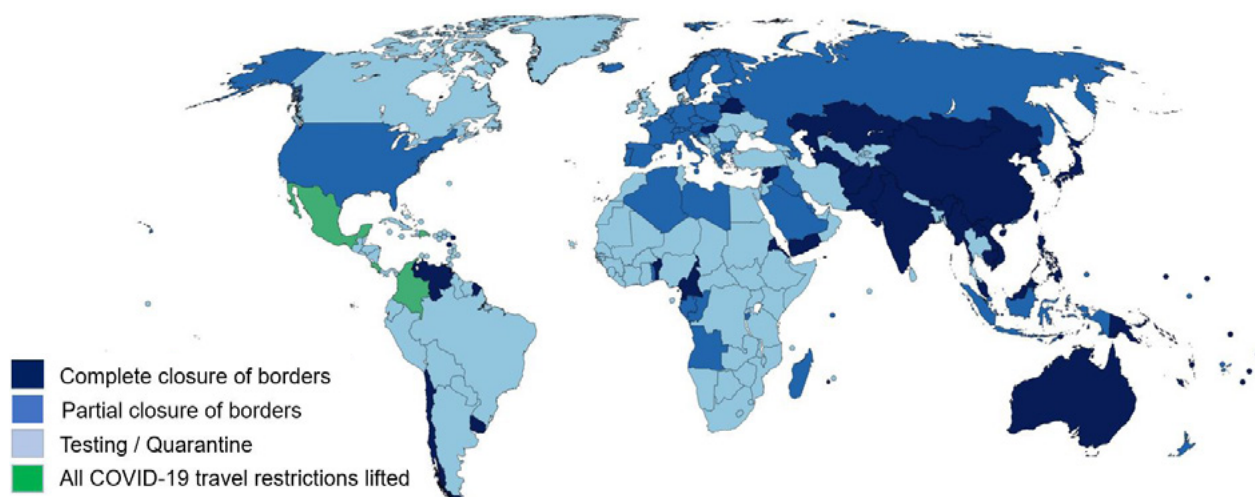 Complete closure of borders
Partial closure of borders
Testing / Quarantine
All COVID-19 travel restrictions lifted